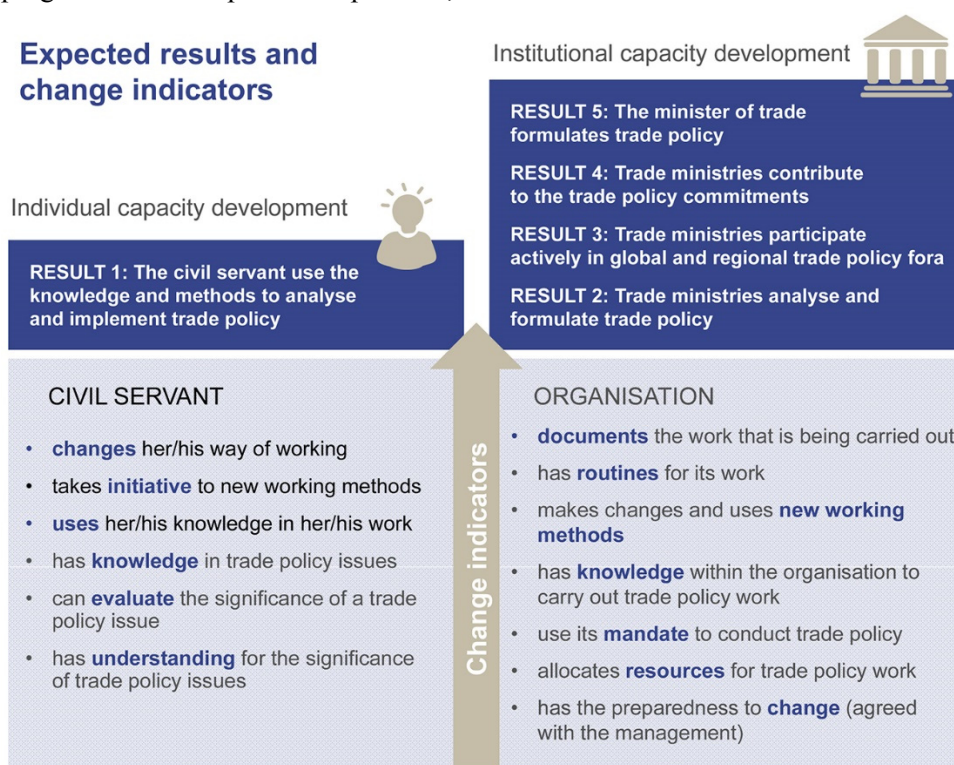 Expected results and
change indicators
Institutional capacity development
RESULT 5: The minister of trade
formulates trade policy
RESULT 4: Trade ministries contribute
to the trade policy commitments
RESULT 3: Trade ministries participate
actively in global and regional trade policy fora
RESULT 2: Trade ministries analyse and
formulate trade policy
Individual capacity development
RESULT 1: The civil servant use the
knowledge and methods to analyse
and implement trade policy
CIVIL SERVANT
• changes her/his way of working
• takes initiative to new working methods
• uses her/his knowledge in her/his work
• has knowledge in trade policy issues
• can evaluate the significance of a trade
policy issue
• has understanding for the significance
of trade policy issues
Change indicators
ORGANISATION
• documents the work that is being carried out
• has routines for its work
• makes changes and uses new working
methods
• has knowledge within the organisation to
carry out trade policy work
• use its mandate to conduct trade policy
• allocates resources for trade policy work
• has the preparedness to change (agreed
with the management)